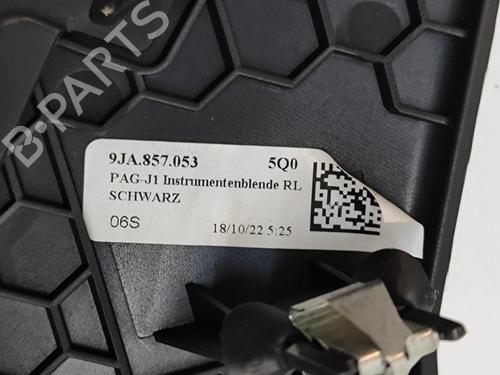 B-PARTS
9JA.857.053 5Q0
PAG-J1 Instrumentenblende RL
SCHWARZ
06S 18/10/22 5:25